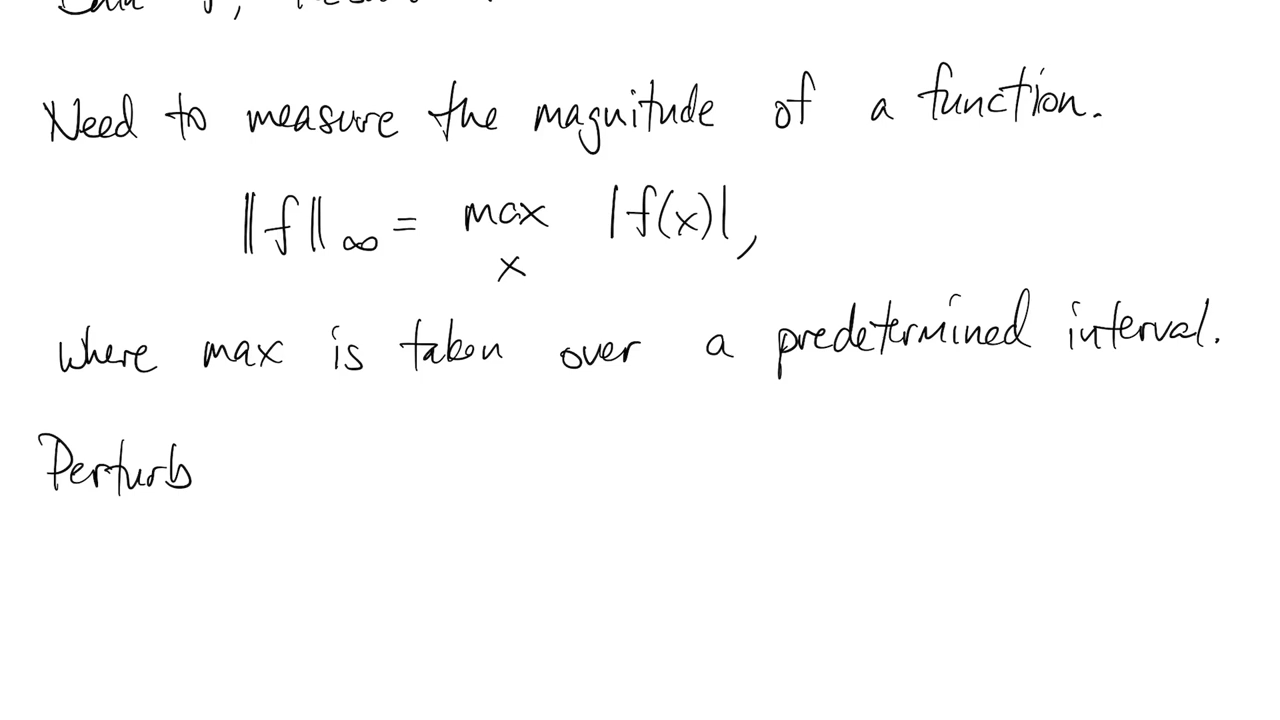 Need to measure the magnitude of a function.
‖f‖∞ = max |f(x)|,
x
where max is taken over a predetermined interval.
Perturb